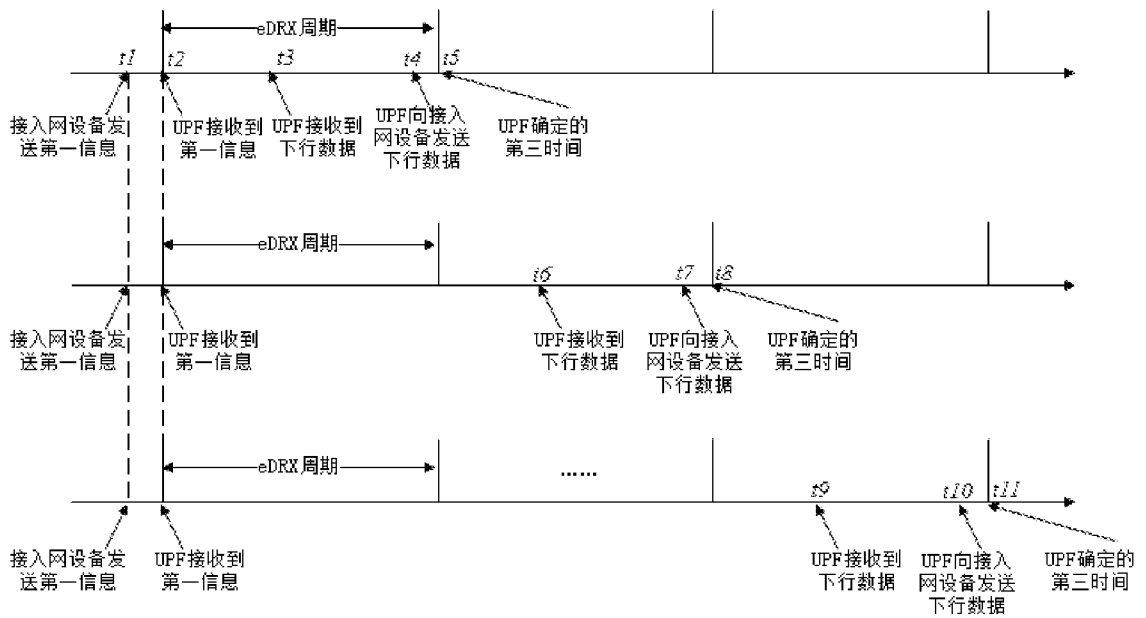 eDRX周期
t1
t2
t3
t4
t5
接入网设备发
送第一信息
UPF接收到
第一信息
UPF接收到
下行数据
UPF向接入
网设备发送
下行数据
UPF确定的
第三时间
eDRX周期
t6
t7
t8
接入网设备发
送第一信息
UPF接收到
第一信息
UPF接收到
下行数据
UPF向接入
网设备发送
下行数据
UPF确定的
第三时间
eDRX周期
……
t9
t10
t11
接入网设备发
送第一信息
UPF接收到
第一信息
UPF接收到
下行数据
UPF向接入
网设备发送
下行数据
UPF确定的
第三时间